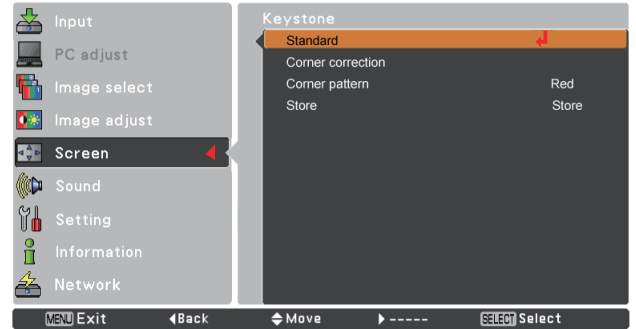 Input
PC adjust
Image select
Image adjust
Screen
Sound
Setting
Information
Network
Keystone
Standard
Corner correction
Corner pattern Red
Store Store
MENU Exit Back Move ----- SELECT Select